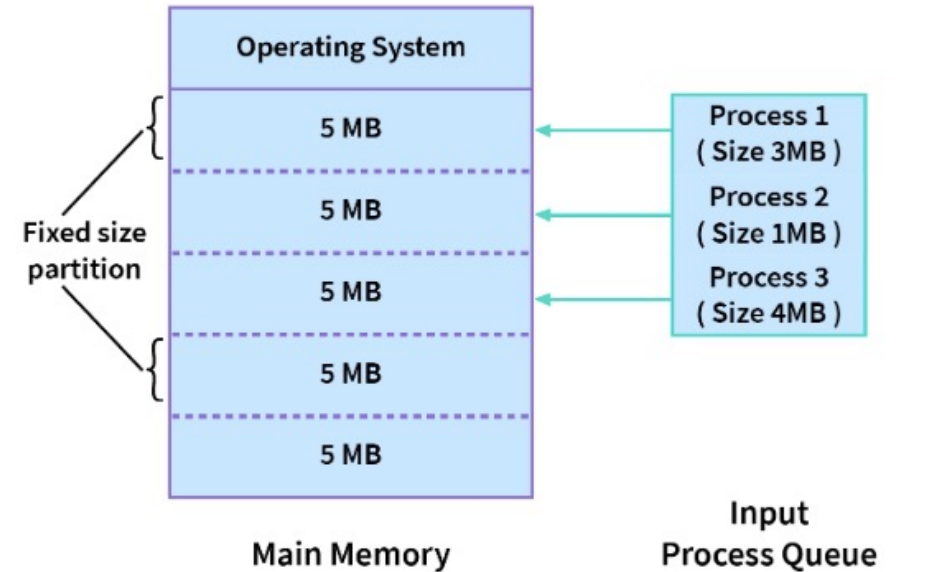 Operating System
5 MB
5 MB
5 MB
5 MB
5 MB
Fixed size
partition
Process 1
( Size 3MB )
Process 2
( Size 1MB )
Process 3
( Size 4MB )
Main Memory
Input
Process Queue